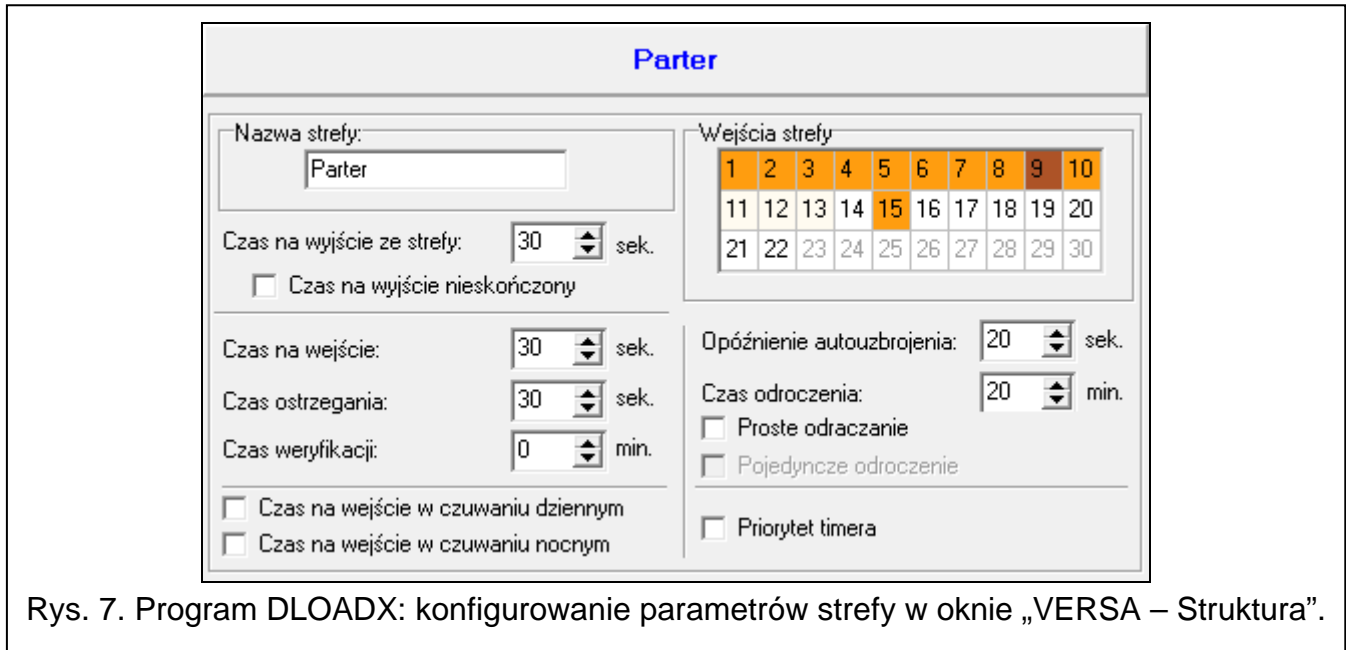 Parter
Nazwa strefy:
Parter
Czas na wyjście ze strefy: 30 sek.
Czas na wyjście nieskończony
Czas na wejście: 30 sek.
Czas ostrzegania: 30 sek.
Czas weryfikacji: 0 min.
Czas na wejście w czuwaniu dziennym
Czas na wejście w czuwaniu nocnym
Wejścia strefy
1 2 3 4 5 6 7 8 9 10
11 12 13 14 15 16 17 18 19 20
21 22 23 24 25 26 27 28 29 30
Opóźnienie autouzbrojenia: 20 sek.
Czas odroczenia: 20 min.
Proste odraczanie
Pojedyncze odroczenie
Priorytet timera
Rys. 7. Program DLOADX: konfigurowanie parametrów strefy w oknie „VERSA – Struktura”.